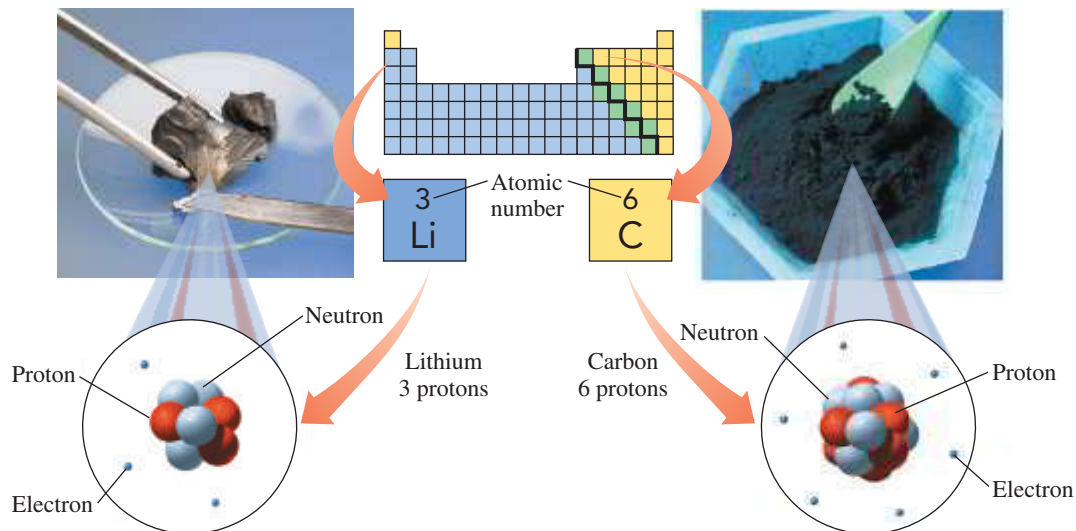 3
Li
Atomic
number
6
C
Neutron
Proton
Electron
Lithium
3 protons
Carbon
6 protons
Neutron
Proton
Electron